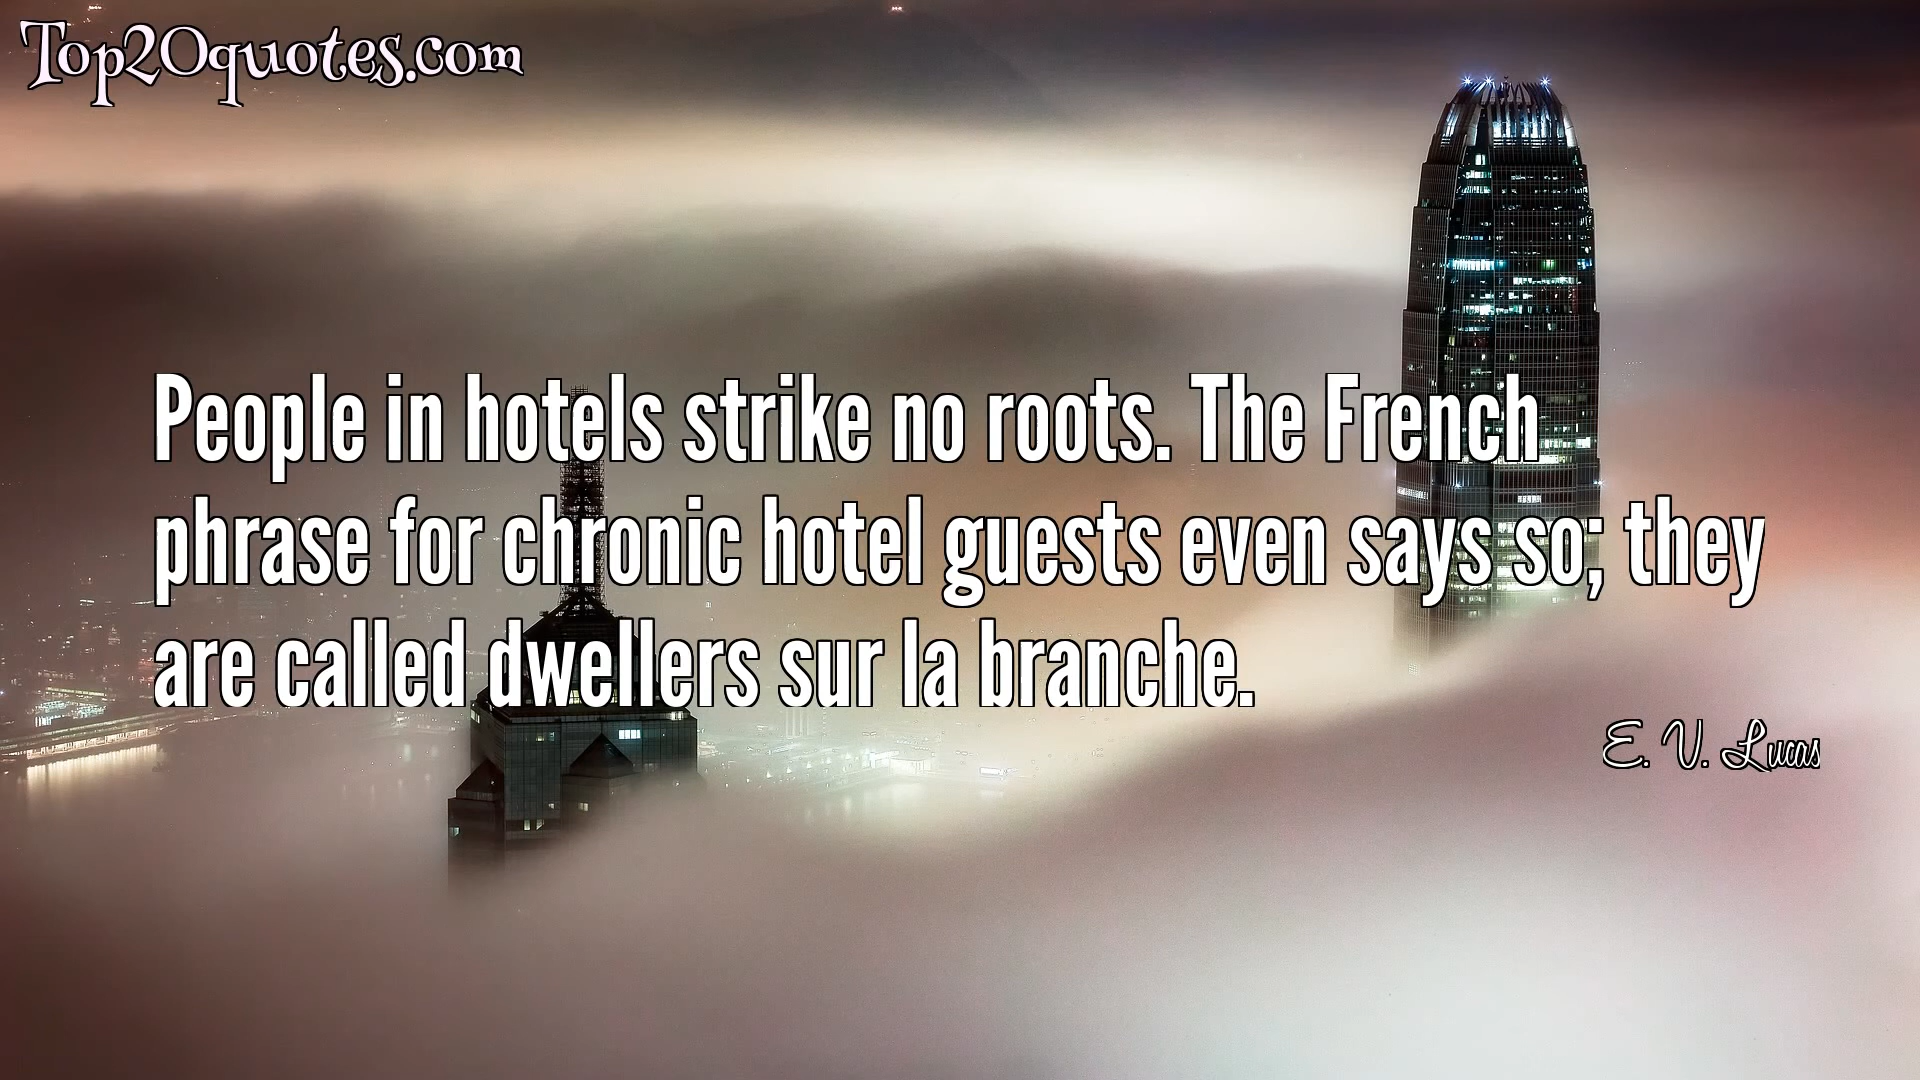 Top20quotes.com
People in hotels strike no roots. The French
phrase for chronic hotel guests even says so; they
are called dwellers sur la branche.
E. V. Lucas